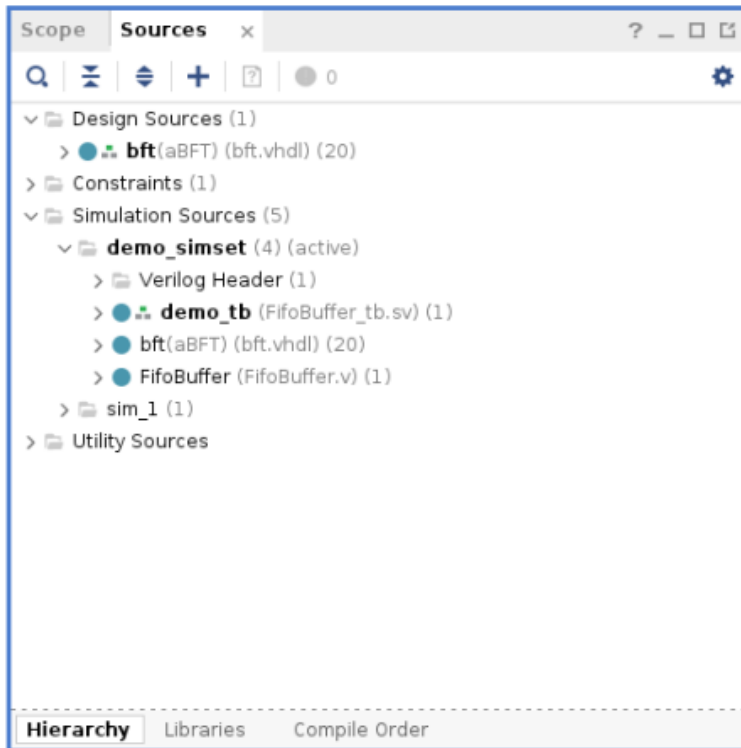 Scope Sources × ?
0
Design Sources (1)
bft(aBFT) (bft.vhdl) (20)
Constraints (1)
Simulation Sources (5)
demo_simset (4) (active)
Verilog Header (1)
demo_tb (FifoBuffer_tb.sv) (1)
bft(aBFT) (bft.vhdl) (20)
FifoBuffer (FifoBuffer.v) (1)
sim_1 (1)
Utility Sources
Hierarchy Libraries Compile Order